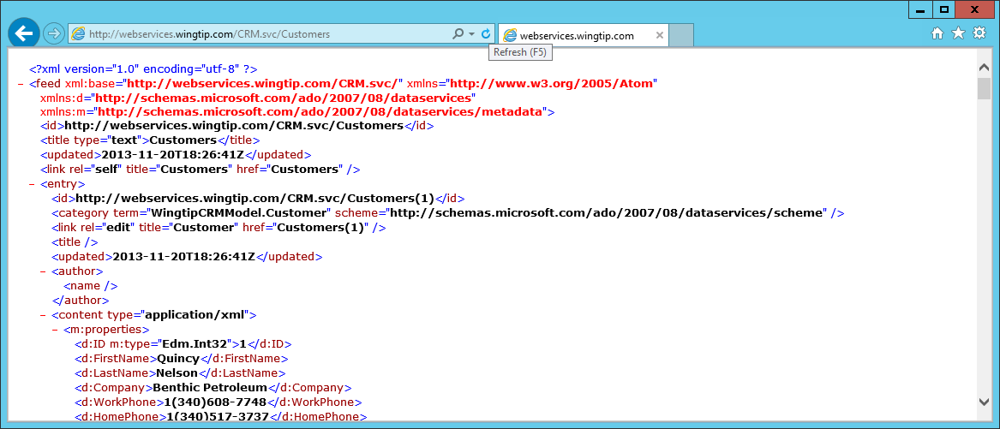 http://webservices.wingtip.com/CRM.svc/Customers
webservices.wingtip.com
Refresh (F5)
<?xml version="1.0" encoding="utf-8" ?>
- <feed xml:base="http://webservices.wingtip.com/CRM.svc/" xmlns="http://www.w3.org/2005/Atom"
xmlns:d="http://schemas.microsoft.com/ado/2007/08/dataservices"
xmlns:m="http://schemas.microsoft.com/ado/2007/08/dataservices/metadata">
<id>http://webservices.wingtip.com/CRM.svc/Customers</id>
<title type="text">Customers</title>
<updated>2013-11-20T18:26:41Z</updated>
<link rel="self" title="Customers" href="Customers" />
- <entry>
<id>http://webservices.wingtip.com/CRM.svc/Customers(1)</id>
<category term="WingtipCRMModel.Customer" scheme="http://schemas.microsoft.com/ado/2007/08/dataservices/scheme" />
<link rel="edit" title="Customer" href="Customers(1)" />
<title />
<updated>2013-11-20T18:26:41Z</updated>
- <author>
<name />
</author>
- <content type="application/xml">
- <m:properties>
<d:ID m:type="Edm.Int32">1</d:ID>
<d:FirstName>Quincy</d:FirstName>
<d:LastName>Nelson</d:LastName>
<d:Company>Benthic Petroleum</d:Company>
<d:WorkPhone>1(340)608-7748</d:WorkPhone>
<d:HomePhone>1(340)517-3737</d:HomePhone>